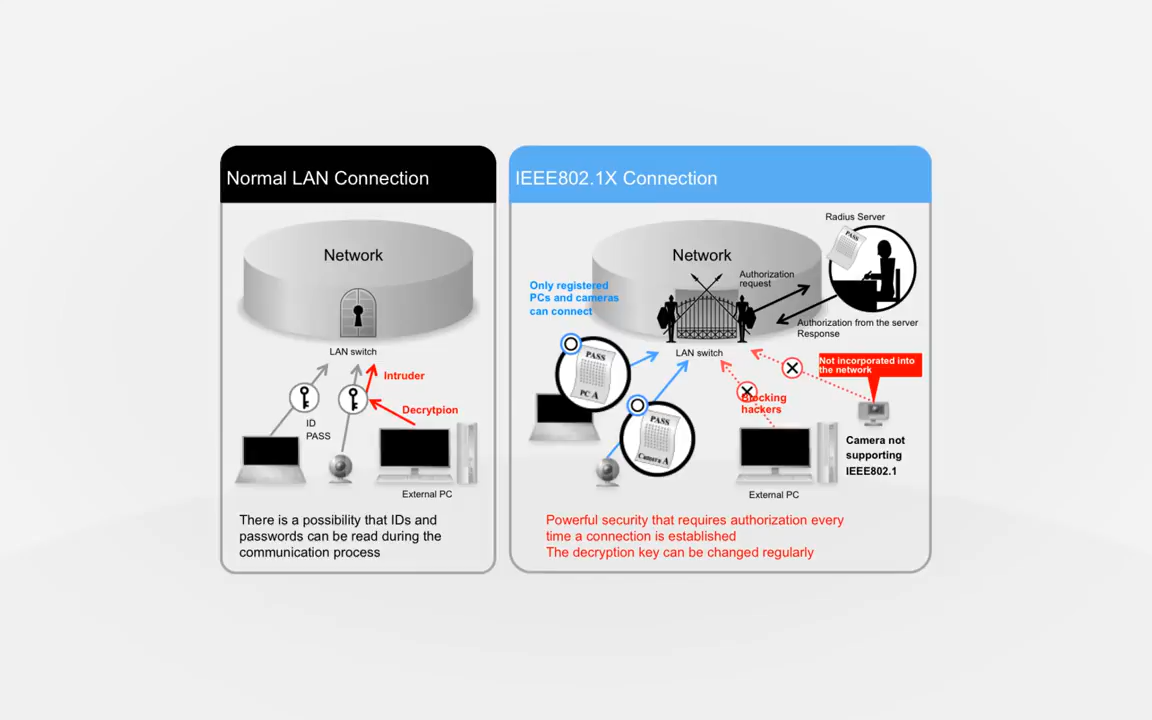 Normal LAN Connection
Network
LAN switch
Intruder
Decrytpion
ID
PASS
External PC
There is a possibility that IDs and
passwords can be read during the
communication process
IEEE802.1X Connection
Radius Server
PASS
Network
Authorization
request
Only registered
PCs and cameras
can connect
Authorization from the server
Response
LAN switch
PASS
PC A
Not incorporated into
the network
Blocking
hackers
PASS
Camera A
Camera not
supporting
IEEE802.1
External PC
Powerful security that requires authorization every
time a connection is established
The decryption key can be changed regularly